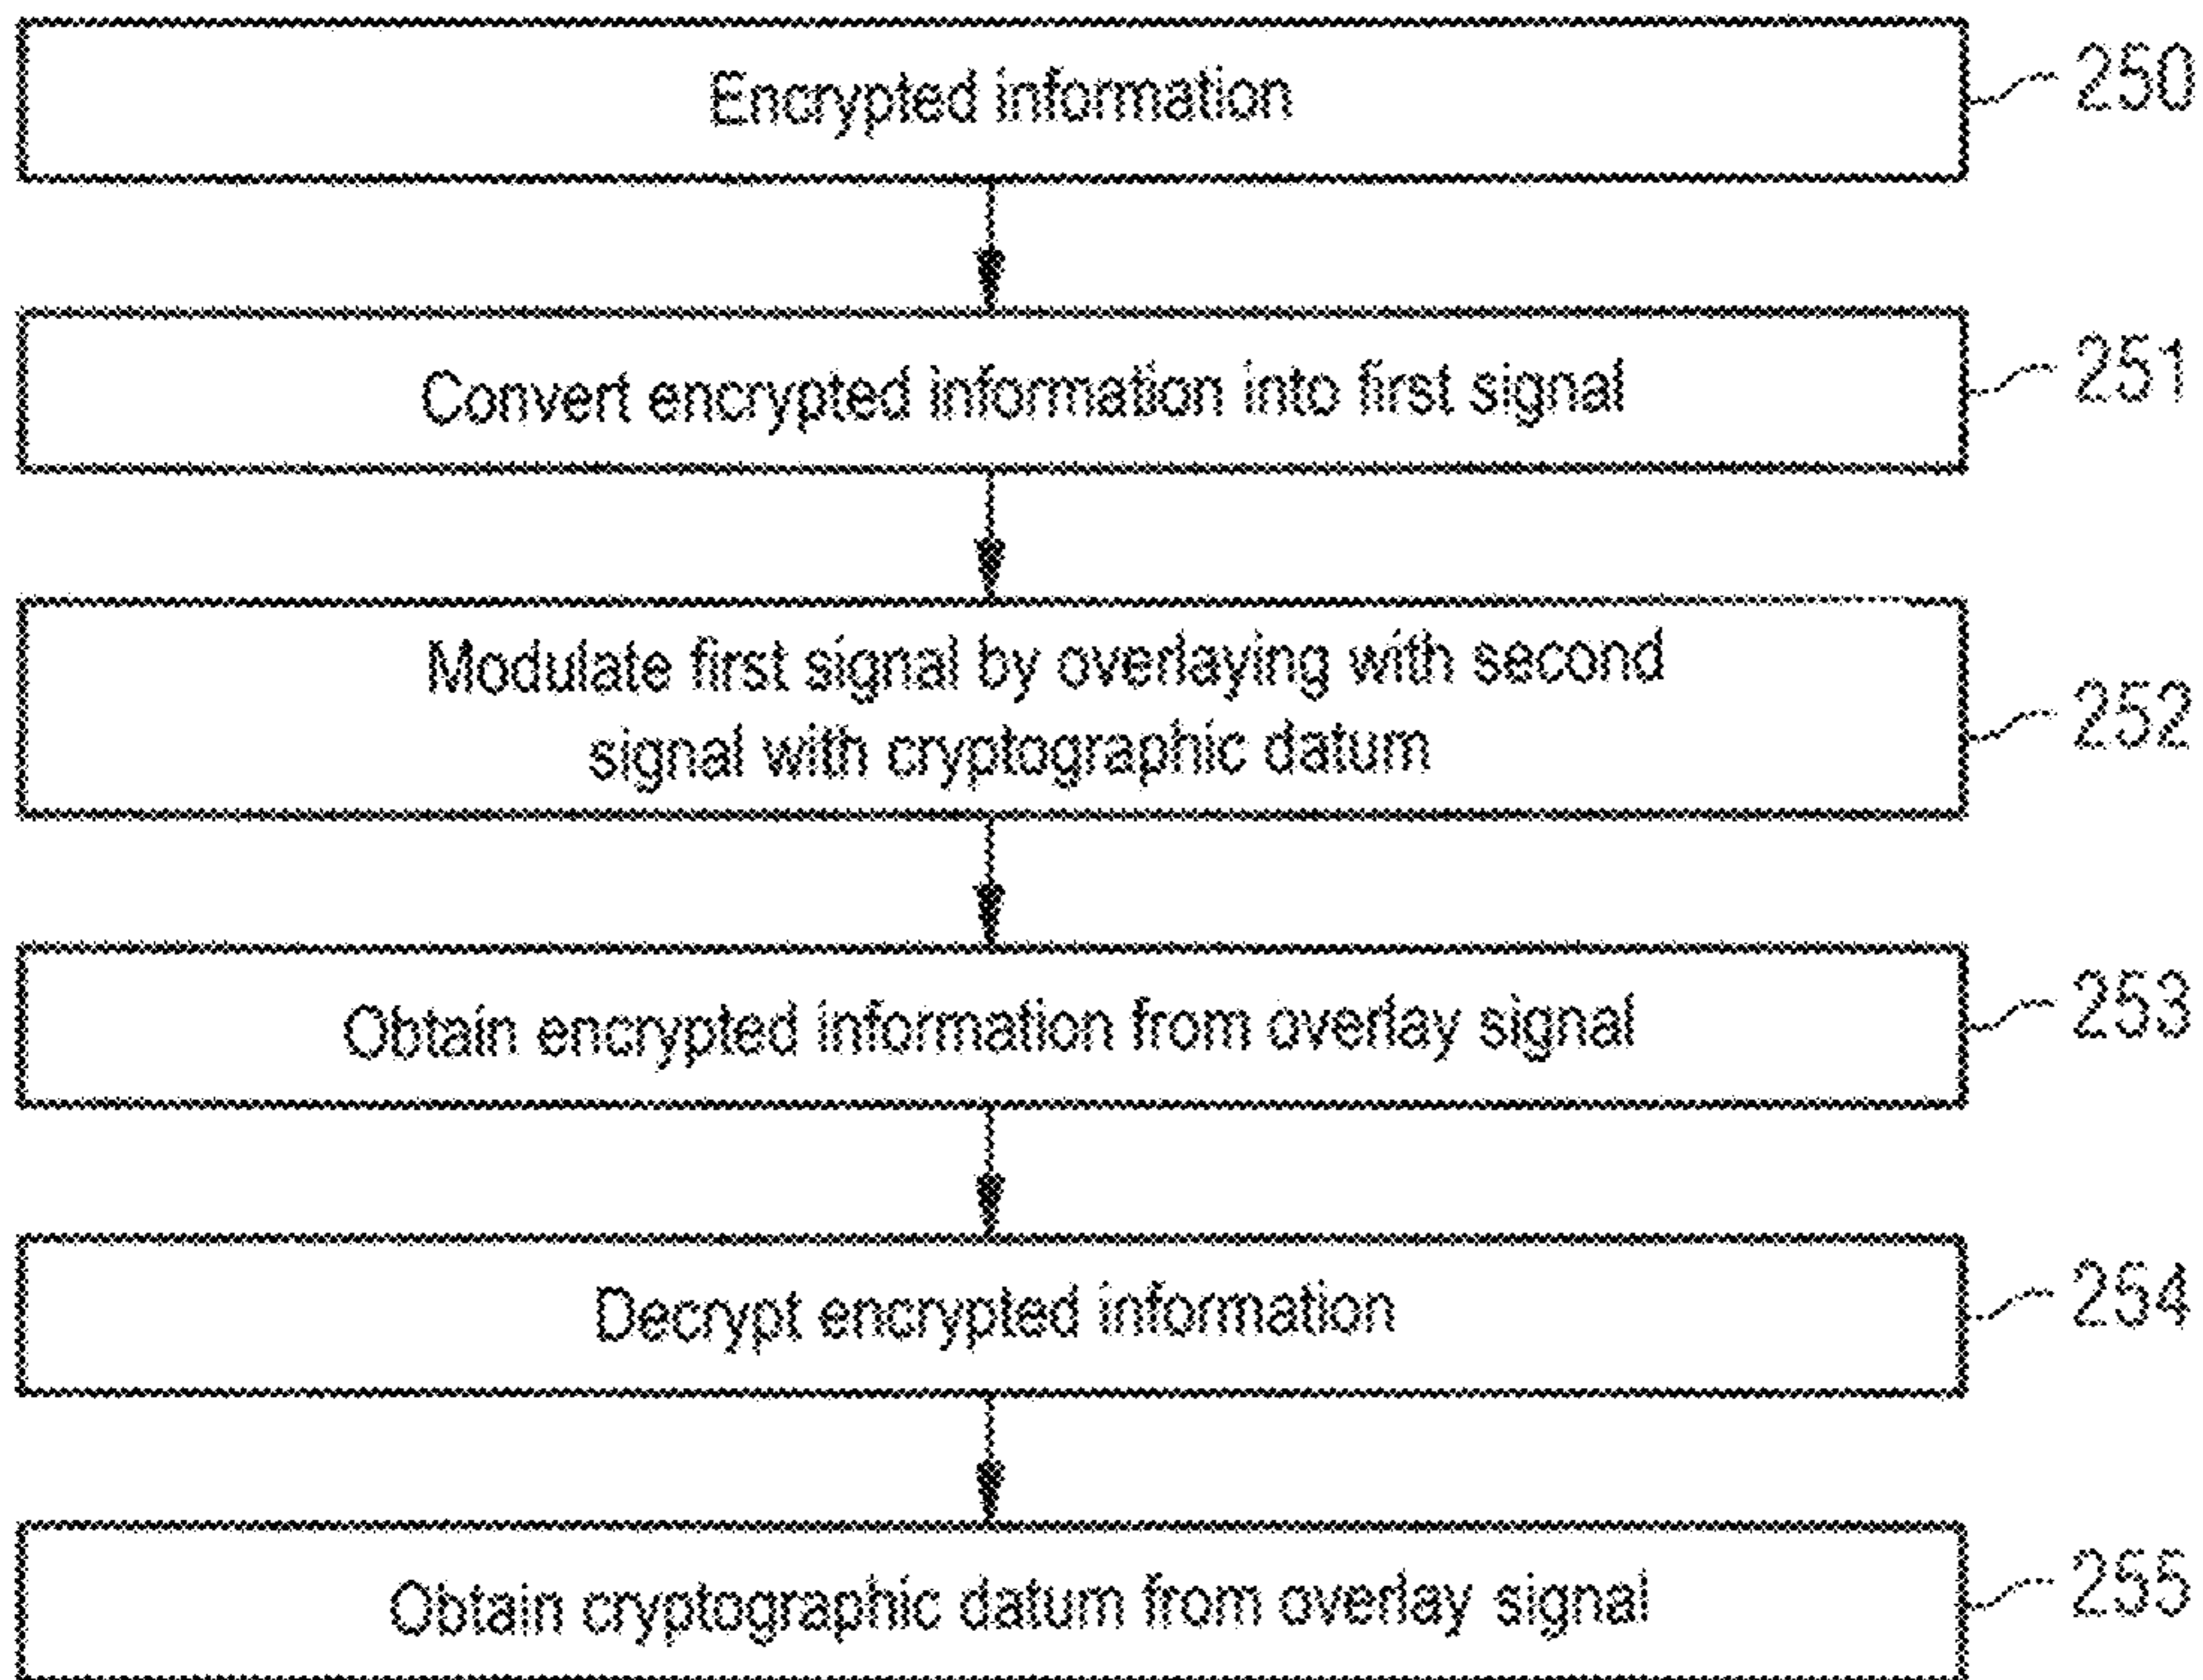 Encrypted information
250
Convert encrypted information into first signal
251
Modulate first signal by overlaying with second
signal with cryptographic datum
252
Obtain encrypted information from overlay signal
253
Decrypt encrypted information
254
Obtain cryptographic datum from overlay signal
255